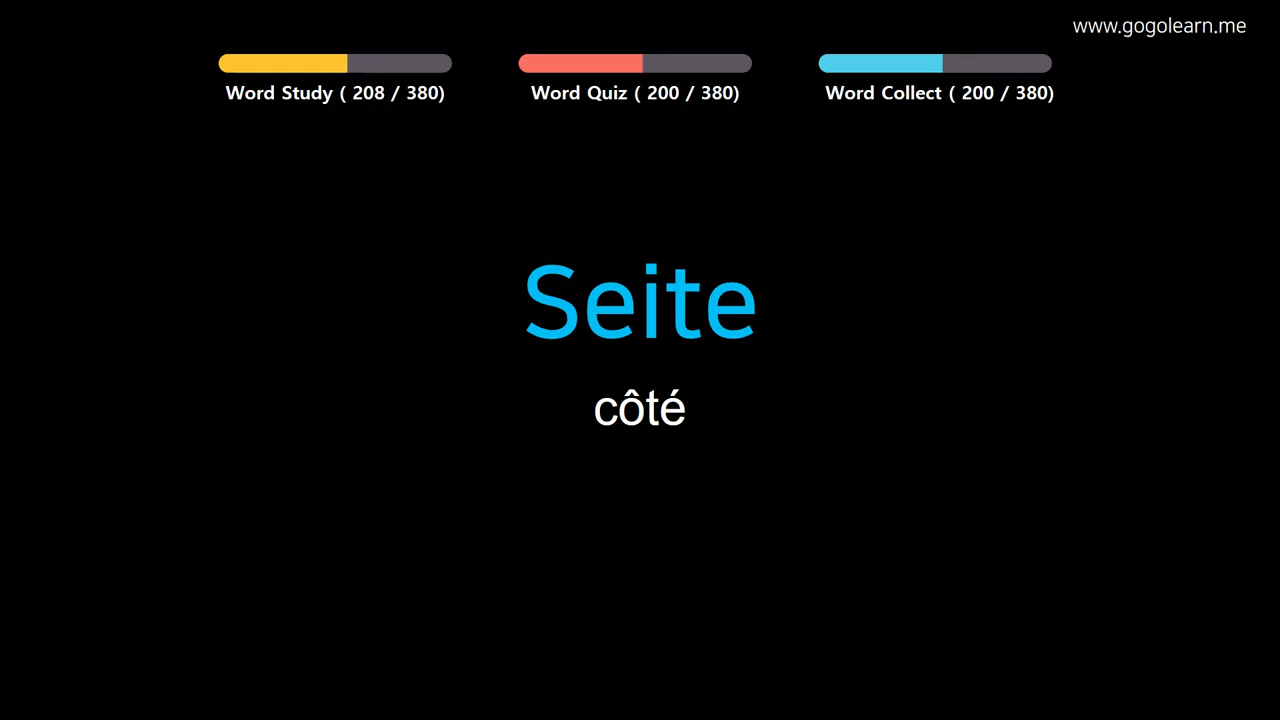 www.gogolearn.me
Word Study ( 208 / 380)
Word Quiz ( 200 / 380)
Word Collect ( 200 / 380)
Seite
côté